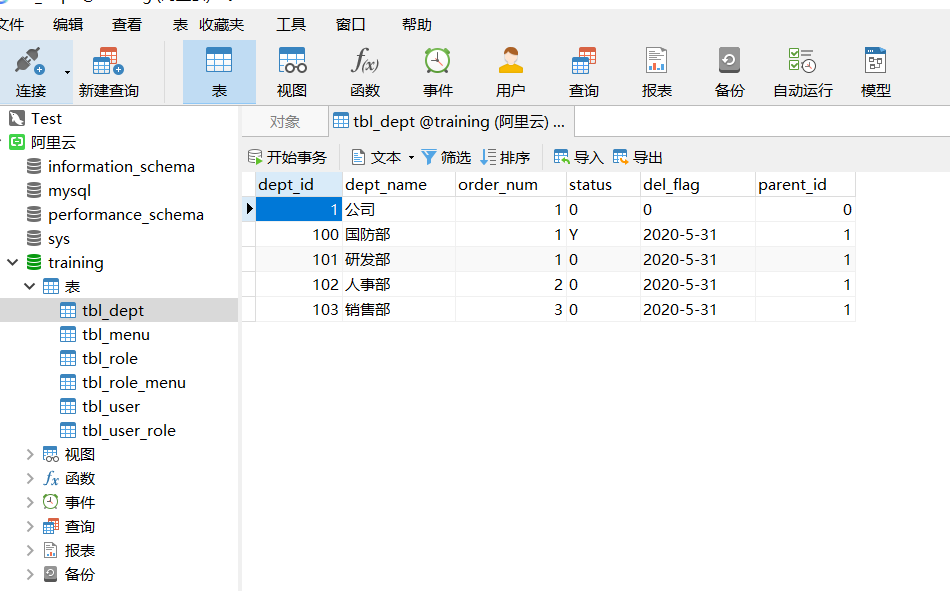 文件 编辑 查看 表 收藏夹 工具 窗口 帮助
连接 新建查询 表 视图 函数 事件 用户 查询 报表 备份 自动运行 模型
Test
阿里云
information_schema
mysql
performance_schema
sys
training
表
tbl_dept
tbl_menu
tbl_role
tbl_role_menu
tbl_user
tbl_user_role
视图
函数
事件
查询
报表
备份
对象 tbl_dept @training (阿里云) ...
开始事务 文本 筛选 排序 导入 导出
dept_id dept_name order_num status del_flag parent_id
1 公司 1 0 0 0
100 国防部 1 Y 2020-5-31 1
101 研发部 1 0 2020-5-31 1
102 人事部 2 0 2020-5-31 1
103 销售部 3 0 2020-5-31 1